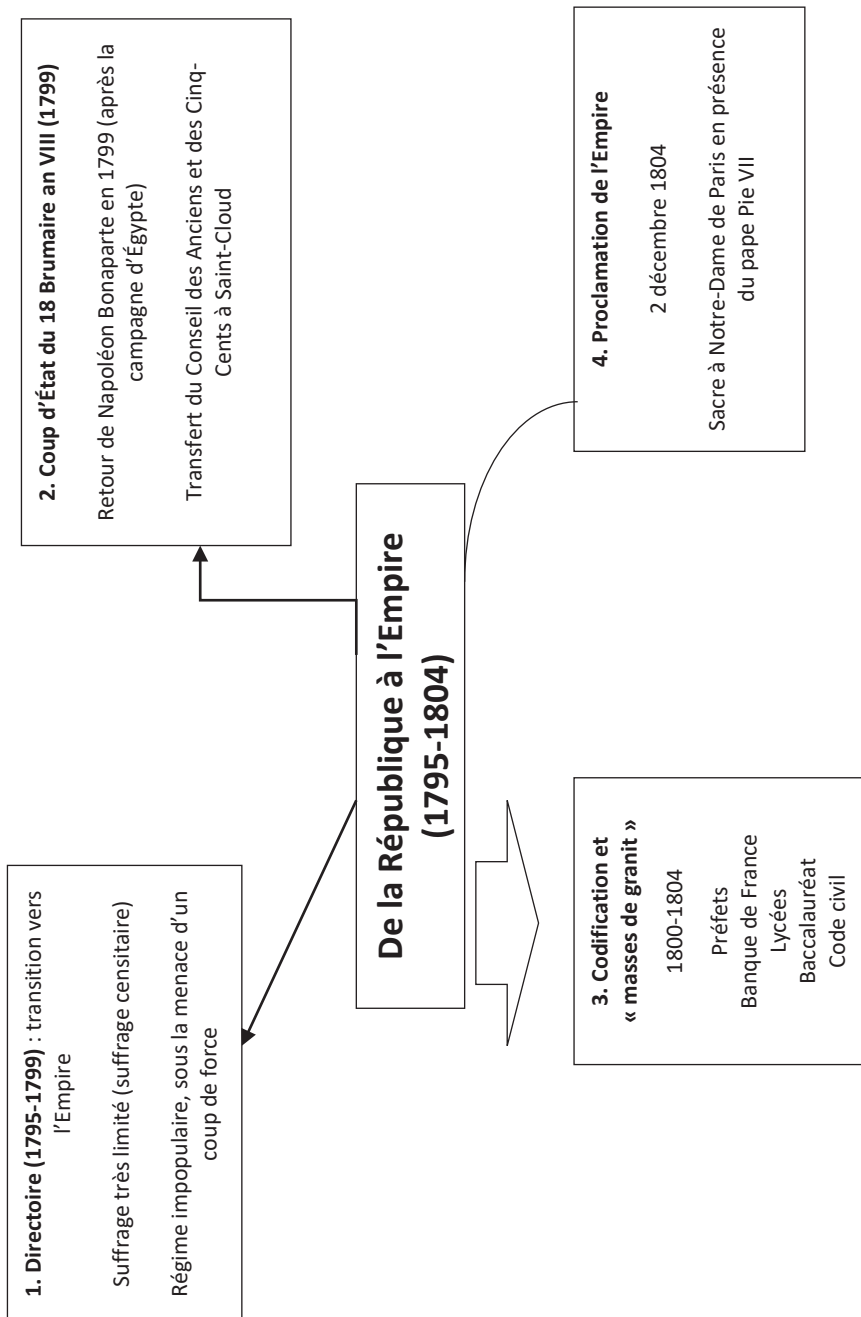 De la République à l’Empire
(1795-1804)
1. Directoire (1795-1799) : transition vers
l’Empire
Suffrage très limité (suffrage censitaire)
Régime impopulaire, sous la menace d’un
coup de force
2. Coup d’État du 18 Brumaire an VIII (1799)
Retour de Napoléon Bonaparte en 1799 (après la
campagne d’Égypte)
Transfert du Conseil des Anciens et des Cinq-
Cents à Saint-Cloud
3. Codification et
« masses de granit »
1800-1804
Préfets
Banque de France
Lycées
Baccalauréat
Code civil
4. Proclamation de l’Empire
2 décembre 1804
Sacre à Notre-Dame de Paris en présence
du pape Pie VII